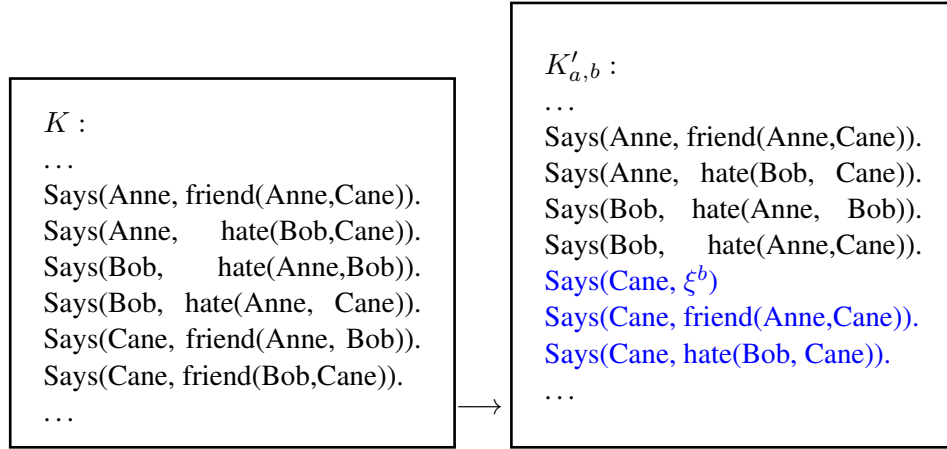 K :
...
Says(Anne, friend(Anne,Cane)).
Says(Anne, hate(Bob,Cane)).
Says(Bob, hate(Anne,Bob)).
Says(Bob, hate(Anne, Cane)).
Says(Cane, friend(Anne, Bob)).
Says(Cane, friend(Bob,Cane)).
...
→
K′a,b :
...
Says(Anne, friend(Anne,Cane)).
Says(Anne, hate(Bob, Cane)).
Says(Bob, hate(Anne, Bob)).
Says(Bob, hate(Anne,Cane)).
Says(Cane, ξ^b)
Says(Cane, friend(Anne,Cane)).
Says(Cane, hate(Bob, Cane)).
...